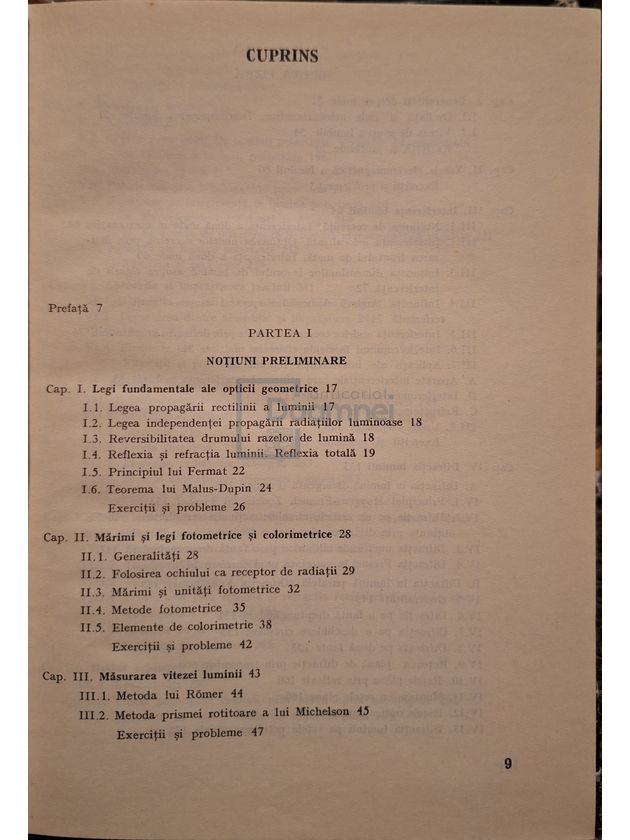 CUPRINS
Prefață 7
PARTEA I
NOȚIUNI PRELIMINARE
Cap. I. Legi fundamentale ale opticii geometrice 17
I.1. Legea propagării rectilinii a luminii 17
I.2. Legea independenței propagării radiațiilor luminoase 18
I.3. Reversibilitatea drumului razelor de lumină 18
I.4. Reflexia și refracția luminii. Reflexia totală 19
I.5. Principiul lui Fermat 22
I.6. Teorema lui Malus-Dupin 24
Exerciții și probleme 26
Cap. II. Mărimi și legi fotometrice și colorimetrice 28
II.1. Generalități 28
II.2. Folosirea ochiului ca receptor de radiații 29
II.3. Mărimi și unități fotometrice 32
II.4. Metode fotometrice 35
II.5. Elemente de colorimetrie 38
Exerciții și probleme 42
Cap. III. Măsurarea vitezei luminii 43
III.1. Metoda lui Römer 44
III.2. Metoda prismei rotitoare a lui Michelson 45
Exerciții și probleme 47
9